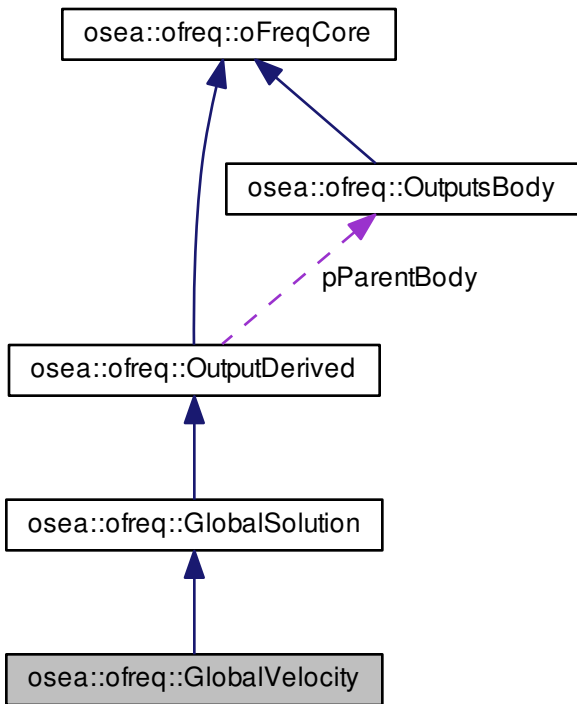 osea::ofreq::oFreqCore
osea::ofreq::OutputsBody
pParentBody
osea::ofreq::OutputDerived
osea::ofreq::GlobalSolution
osea::ofreq::GlobalVelocity